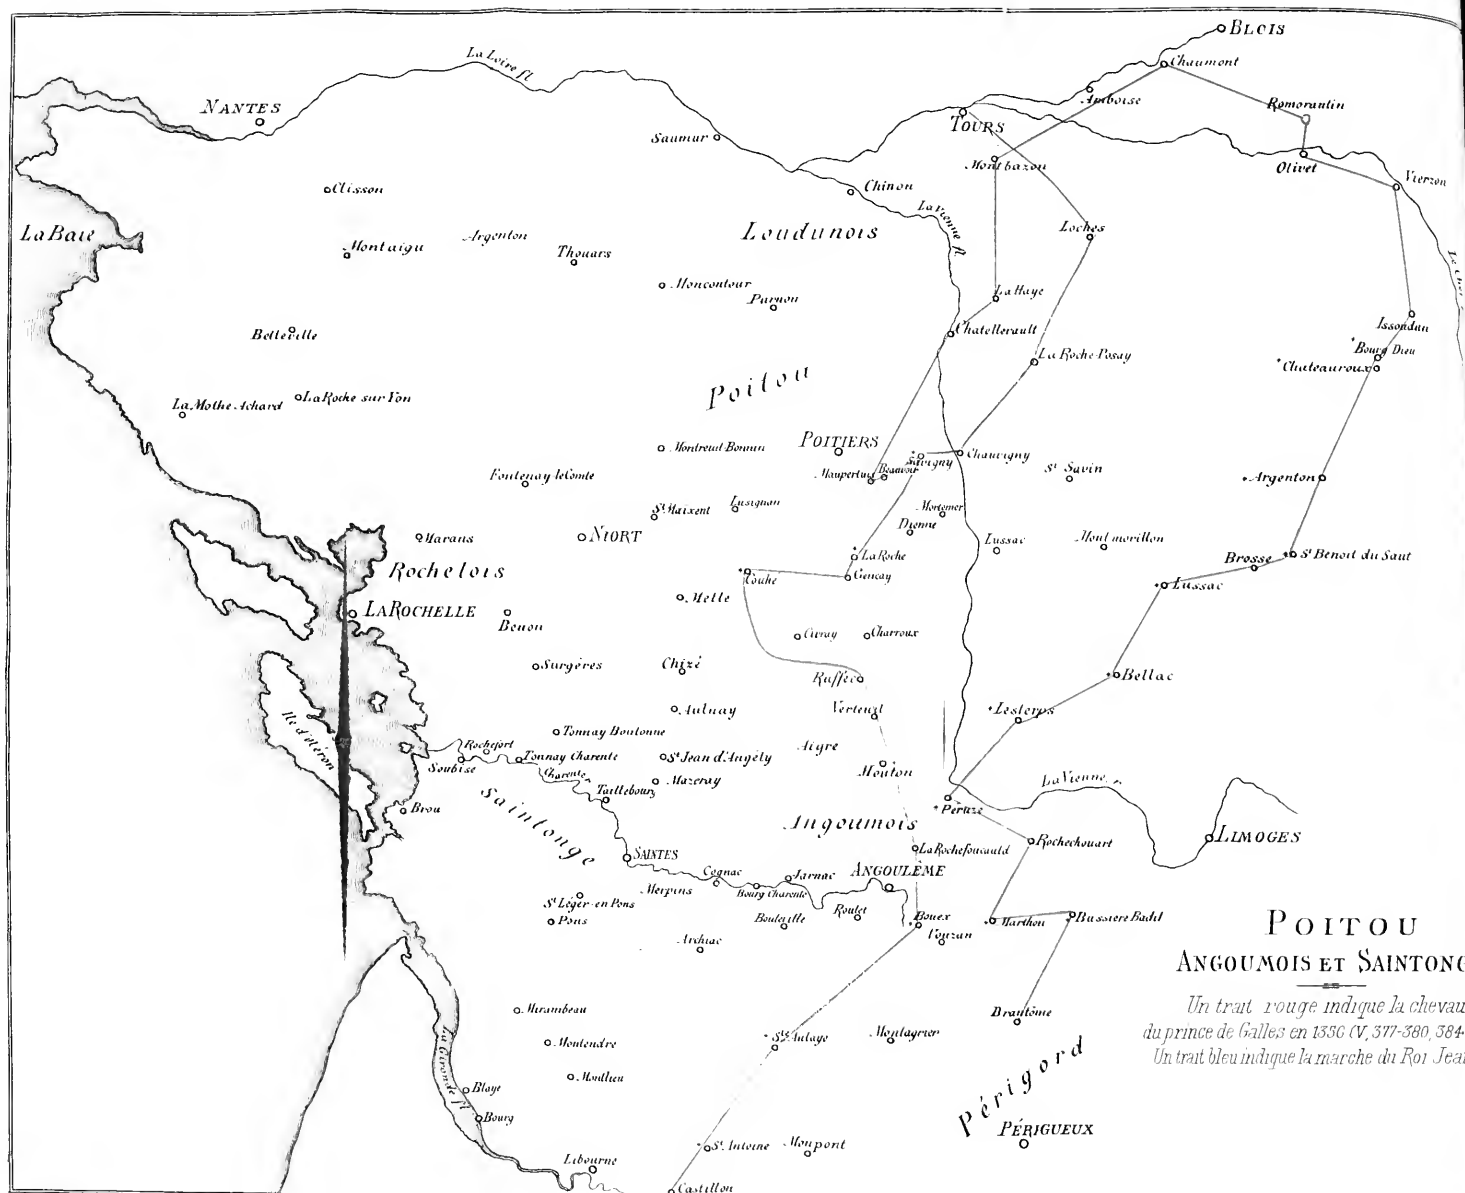 BLOIS
Chaumont
La Loire fl.
Amboise
Romorantin
NANTES
TOURS
Saumur
Montbazon
Olivet
Vierzon
Clisson
Chinon
La Vienne fl.
La Baie
Montaigu
Argenton
Thouars
Loudunois
Loches
Moncontour
La Haye
Issoudun
Belleville
Chatellerault
La Roche-Posay
Bourg Dieu
Chateauroux
La Mothe Achard
La Roche sur Yon
Poitou
POITIERS
Chauvigny
St Savin
Argenton
Fontenay-le Comte
Maupertuis
Beauvoir
Savigny
St Maixent
Lusignan
Mortemer
Dienne
Marans
NIORT
La Roche
Lussac
Montmorillon
Brosse
St Benoit du Saut
Rochelois
Couhe
Gencay
Lussac
LA ROCHELLE
Benon
Melle
Civray
Charroux
Surgères
Chizé
Ruffec
Bellac
Aulnay
Verteuil
Lesterps
Ile d'oléron
Tonnay Boutonne
Aigre
Rochefort
Soubise
Tonnay Charente
Charente
St Jean d'Angély
Mouton
Mazeray
Taillebourg
La Vienne
Péruze
Brou
Saintonge
Angoumois
Rochechouart
LIMOGES
SAINTES
La Rochefoucauld
Cognac
Jarnac
ANGOULÊME
Merpins
Bourg Charente
St Léger-en Pons
Pons
Bouteville
Roulet
Bouex
Vouzan
Marthon
Bussiere Badil
Archiac
POITOU
ANGOUMOIS ET SAINTONG
Un trait rouge indique la chevau
du prince de Galles en 1356 (V, 377-380, 384-
Un trait bleu indique la marche du Roi Jea
Mirambeau
Brantôme
Montendre
Ste Aulaye
Montagrier
La Gironde fl.
Montlieu
Périgord
Blaye
Bourg
PÉRIGUEUX
St Antoine
Moupont
Libourne
Castillon